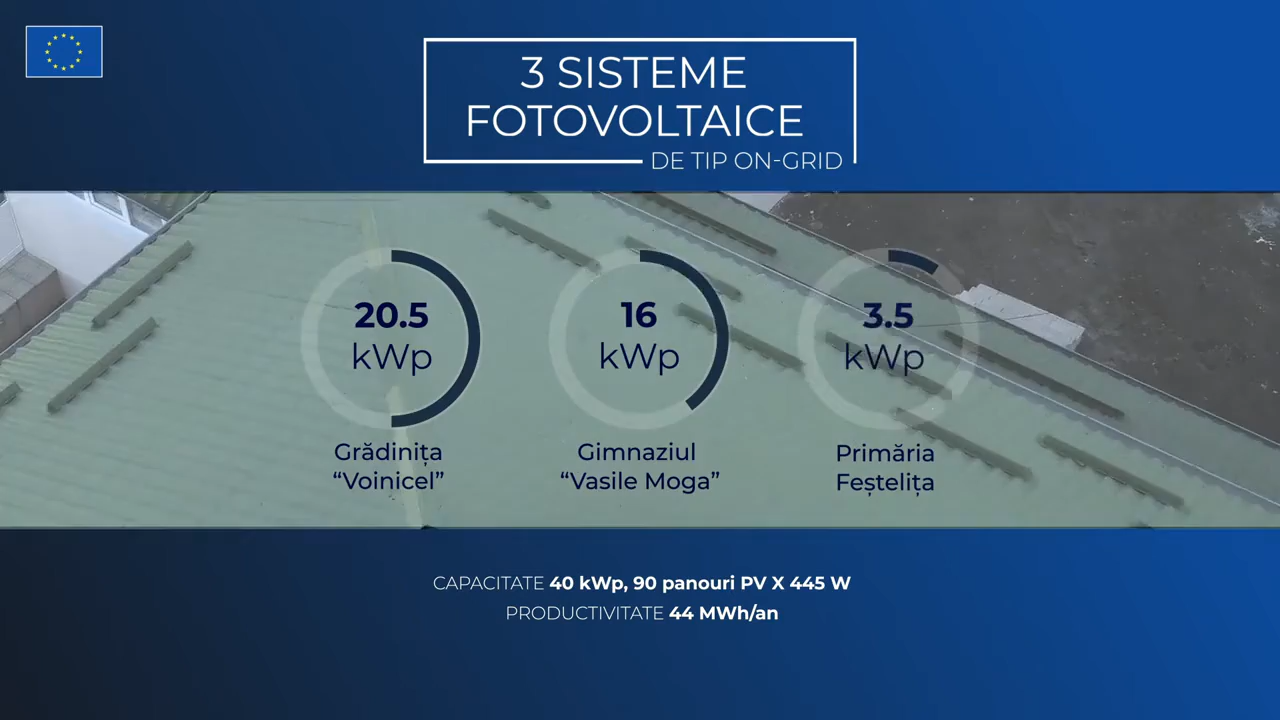 3 SISTEME
FOTOVOLTAICE
DE TIP ON-GRID
20.5
kWp
16
kWp
3.5
kWp
Grădinița
“Voinicel”
Gimnaziul
“Vasile Moga”
Primăria
Feștelița
CAPACITATE 40 kWp, 90 panouri PV X 445 W
PRODUCTIVITATE 44 MWh/an